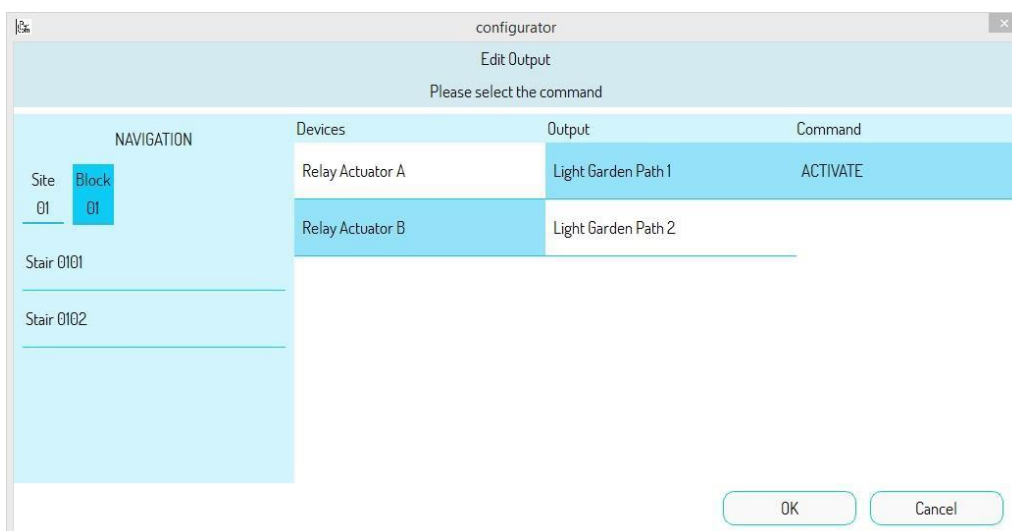 configurator
Edit Output
Please select the command
NAVIGATION
Site Block
01 01
Stair 0101
Stair 0102
Devices Output Command
Relay Actuator A Light Garden Path 1 ACTIVATE
Relay Actuator B Light Garden Path 2
OK Cancel